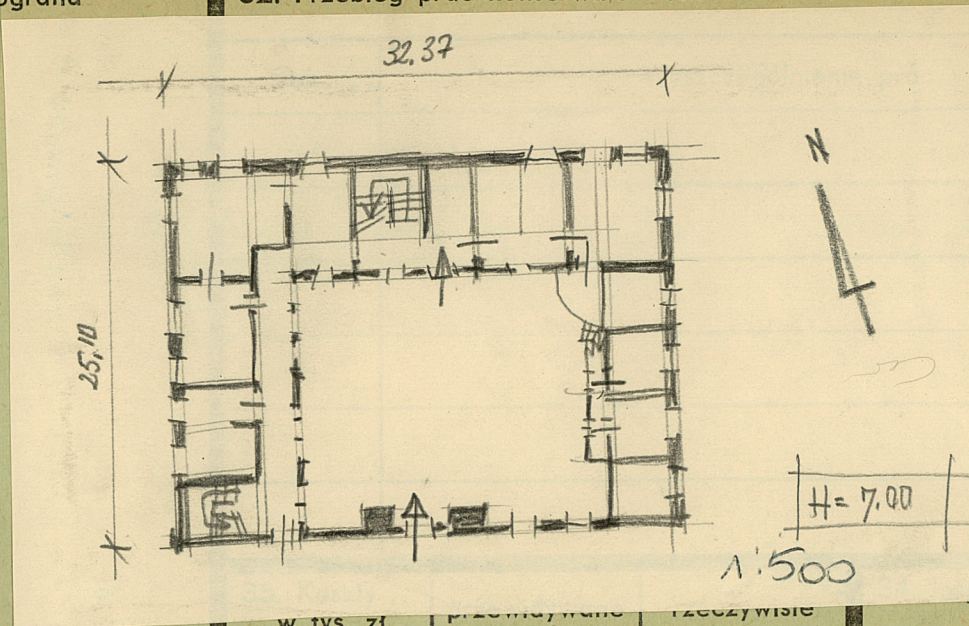 32.37
N
25.10
H = 7.00
1:500
w tys. zł
przewidywane
rzeczywiste